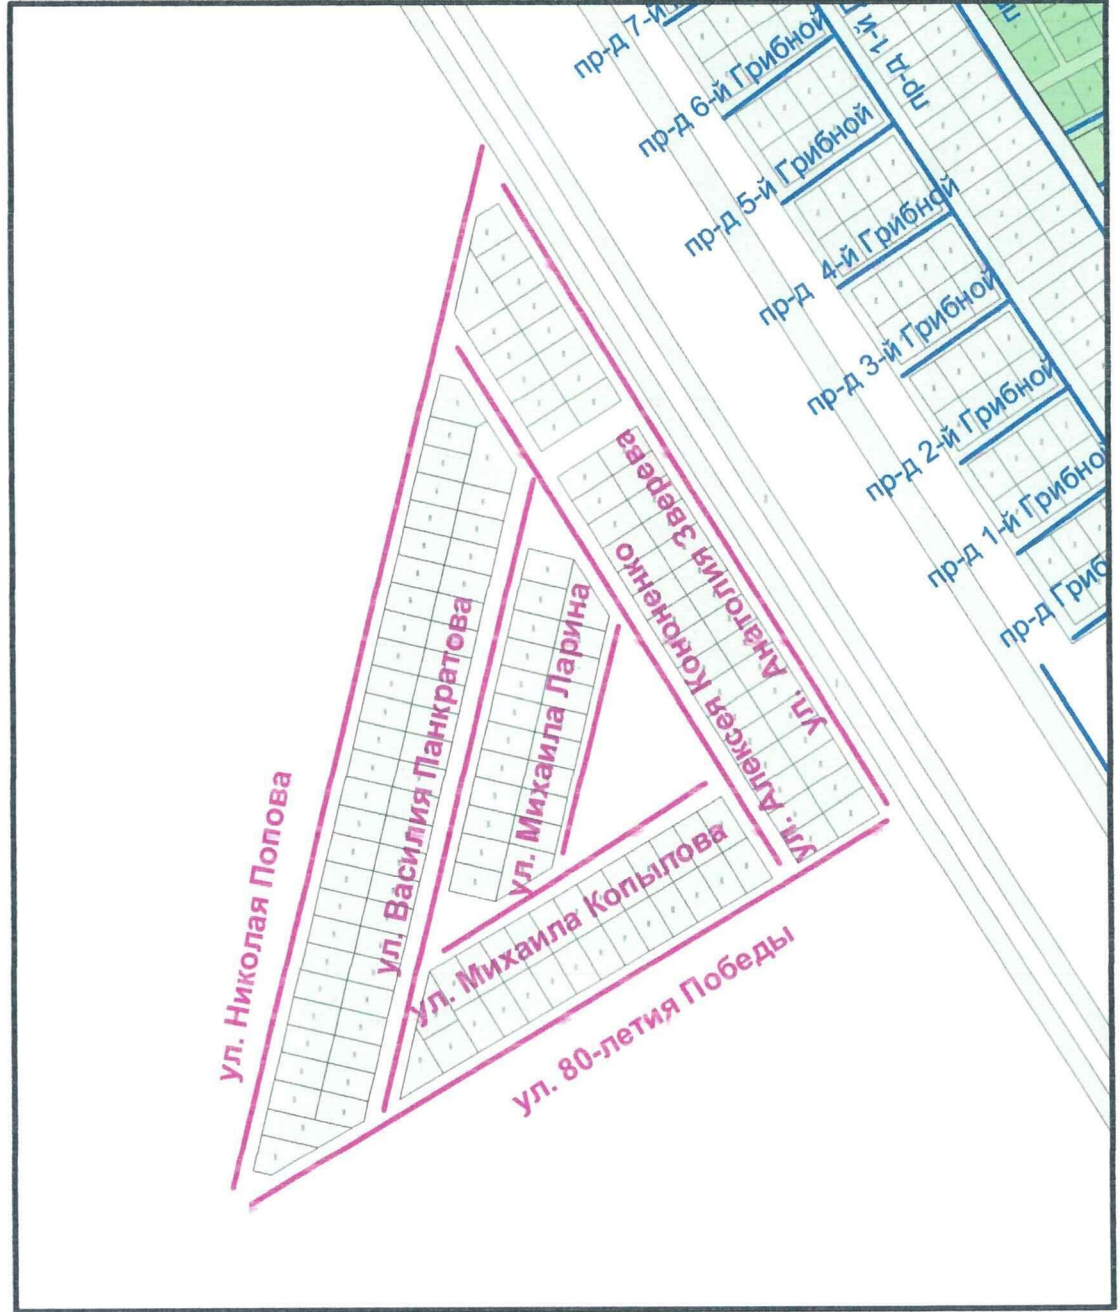 пр-д 7-й
пр-д 6-й Грибной
пр-д 1-й
пр-д 5-й Грибной
пр-д 4-й Грибной
пр-д 3-й Грибной
пр-д 2-й Грибной
пр-д 1-й Грибной
пр-д Гриб
ул. Анатолия Зверева
ул. Алексея Кононенко
ул. Михаила Ларина
ул. Василия Панкратова
ул. Николая Попова
ул. Михаила Копылова
ул. 80-летия Победы